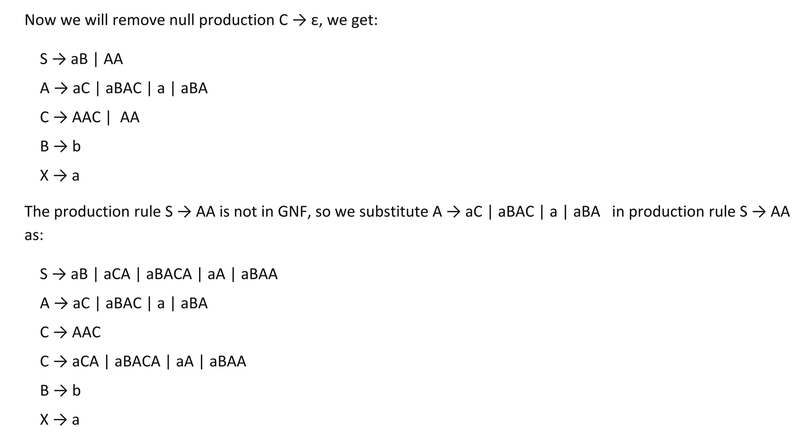 Now we will remove null production C → ε, we get:
S → aB | AA
A → aC | aBAC | a | aBA
C → AAC | AA
B → b
X → a
The production rule S → AA is not in GNF, so we substitute A → aC | aBAC | a | aBA in production rule S → AA
as:
S → aB | aCA | aBACA | aA | aBAA
A → aC | aBAC | a | aBA
C → AAC
C → aCA | aBACA | aA | aBAA
B → b
X → a